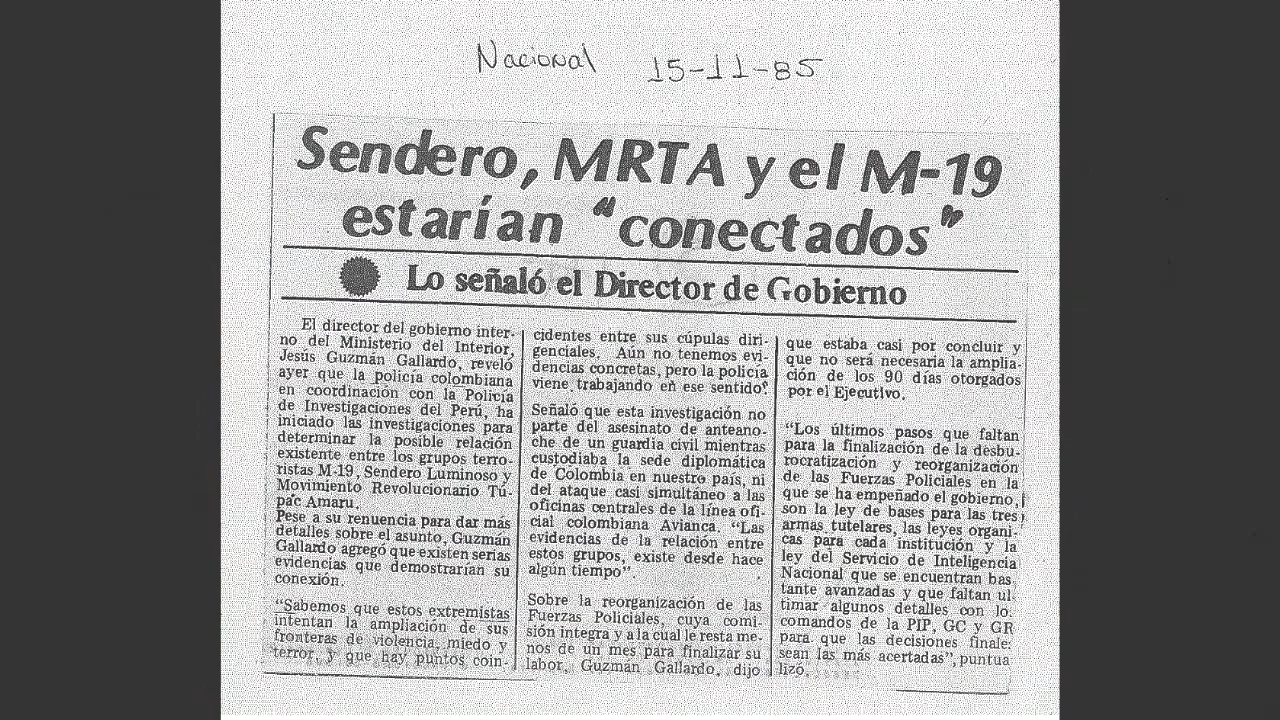 Nacional 15-11-85
Sendero, MRTA y el M-19
estarían "conectados"
Lo señaló el Director de Gobierno
El director del gobierno inter-
no del Ministerio del Interior,
Jesús Guzmán Gallardo, reveló
ayer que la policía colombiana
en coordinación con la Policía
de Investigaciones del Perú, ha
iniciado las investigaciones para
determinar la posible relación
existente entre los grupos terro-
ristas M-19, Sendero Luminoso y
Movimiento Revolucionario Tú-
pac Amaru.
Pese a su renuencia para dar más
detalles sobre el asunto, Guzmán
Gallardo agregó que existen serias
evidencias que demostrarían su
conexión.
"Sabemos que estos extremistas
intentan la ampliación de sus
fronteras de violencia, miedo y
terror y que hay puntos coin-
cidentes entre sus cúpulas diri-
genciales. Aún no tenemos evi-
dencias concretas, pero la policía
viene trabajando en ese sentido".
Señaló que esta investigación no
parte del asesinato de anteano-
che de un guardia civil mientras
custodiaba la sede diplomática
de Colombia en nuestro país, ni
del ataque casi simultáneo a las
oficinas centrales de la línea ofi-
cial colombiana Avianca. "Las
evidencias de la relación entre
estos grupos, existe desde hace
algún tiempo".
Sobre la reorganización de las
Fuerzas Policiales, cuya comi-
sión integra y a la cual le resta me-
nos de un mes para finalizar su
labor, Guzmán Gallardo, dijo
que estaba casi por concluir y
que no será necesaria la amplia-
ción de los 90 días otorgados
por el Ejecutivo.
"Los últimos pasos que faltan
para la finalización de la desbu-
rocratización y reorganización
de las Fuerzas Policiales en la
que se ha empeñado el gobierno,
son la ley de bases para las tres
armas tutelares, las leyes orgáni-
cas para cada institución y la
ley del Servicio de Inteligencia
Nacional que se encuentran bas
tante avanzadas y que faltan ul
timar algunos detalles con lo
comandos de la PIP, GC y GR
para que las decisiones finale
sean las más acertadas", puntua
lizó.